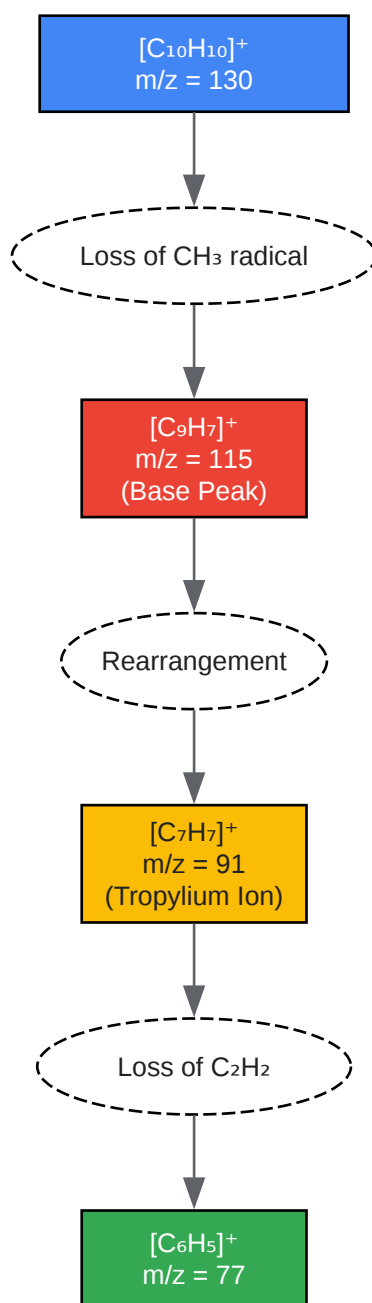 [C₁₀H₁₀]⁺
m/z = 130
Loss of CH₃ radical
[C₉H₇]⁺
m/z = 115
(Base Peak)
Rearrangement
[C₇H₇]⁺
m/z = 91
(Tropylium Ion)
Loss of C₂H₂
[C₆H₅]⁺
m/z = 77